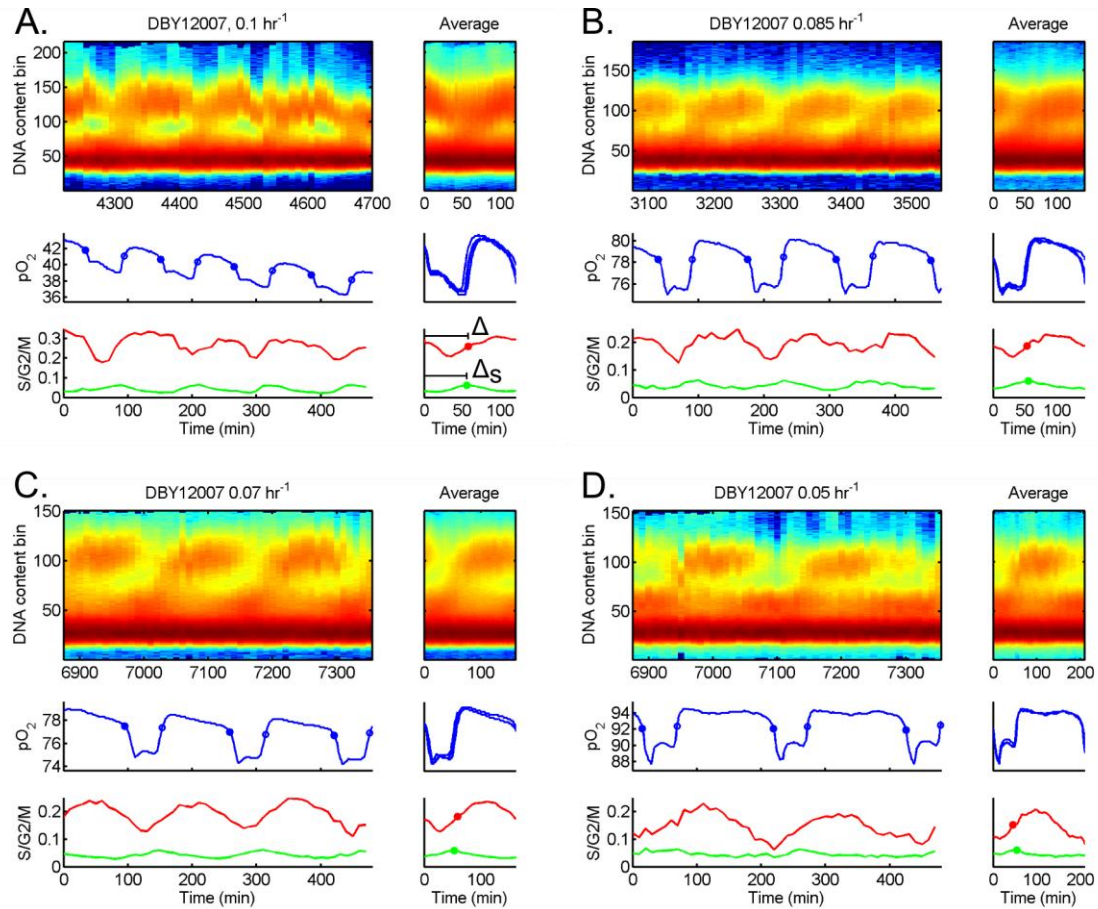 A.
DBY12007, 0.1 hr⁻¹
Average
DNA content bin
200
150
100
50
4300 4400 4500 4600 4700
0 50 100
pO₂
42
40
38
36
S/G2/M
0.3
0.2
0.1
0
0 100 200 300 400
Time (min)
Δ
Δs
0 50 100
Time (min)
B.
DBY12007 0.085 hr⁻¹
Average
DNA content bin
150
100
50
3100 3200 3300 3400 3500
0 50 100
pO₂
80
78
76
S/G2/M
0.2
0.1
0
0 100 200 300 400
Time (min)
0 50 100
Time (min)
C.
DBY12007 0.07 hr⁻¹
Average
DNA content bin
150
100
50
6900 7000 7100 7200 7300
0 100
pO₂
78
76
74
S/G2/M
0.2
0.1
0
0 100 200 300 400
Time (min)
0 100
Time (min)
D.
DBY12007 0.05 hr⁻¹
Average
DNA content bin
150
100
50
6900 7000 7100 7200 7300
0 100 200
pO₂
94
92
90
88
S/G2/M
0.2
0.1
0
0 100 200 300 400
Time (min)
0 100 200
Time (min)